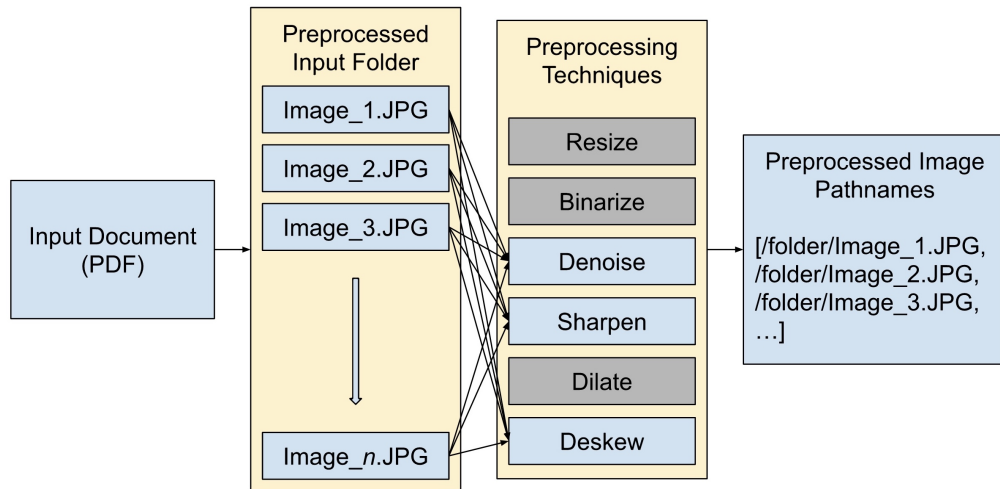 Input Document
(PDF)
Preprocessed
Input Folder
Image_1.JPG
Image_2.JPG
Image_3.JPG
Image_n.JPG
Preprocessing
Techniques
Resize
Binarize
Denoise
Sharpen
Dilate
Deskew
Preprocessed Image
Pathnames
[/folder/Image_1.JPG,
/folder/Image_2.JPG,
/folder/Image_3.JPG,
…]